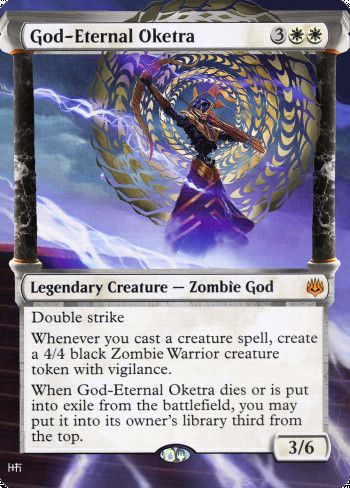 God-Eternal Oketra 3
Legendary Creature — Zombie God
Double strike
Whenever you cast a creature spell, create
a 4/4 black Zombie Warrior creature
token with vigilance.
When God-Eternal Oketra dies or is put
into exile from the battlefield, you may
put it into its owner's library third from
the top.
3/6